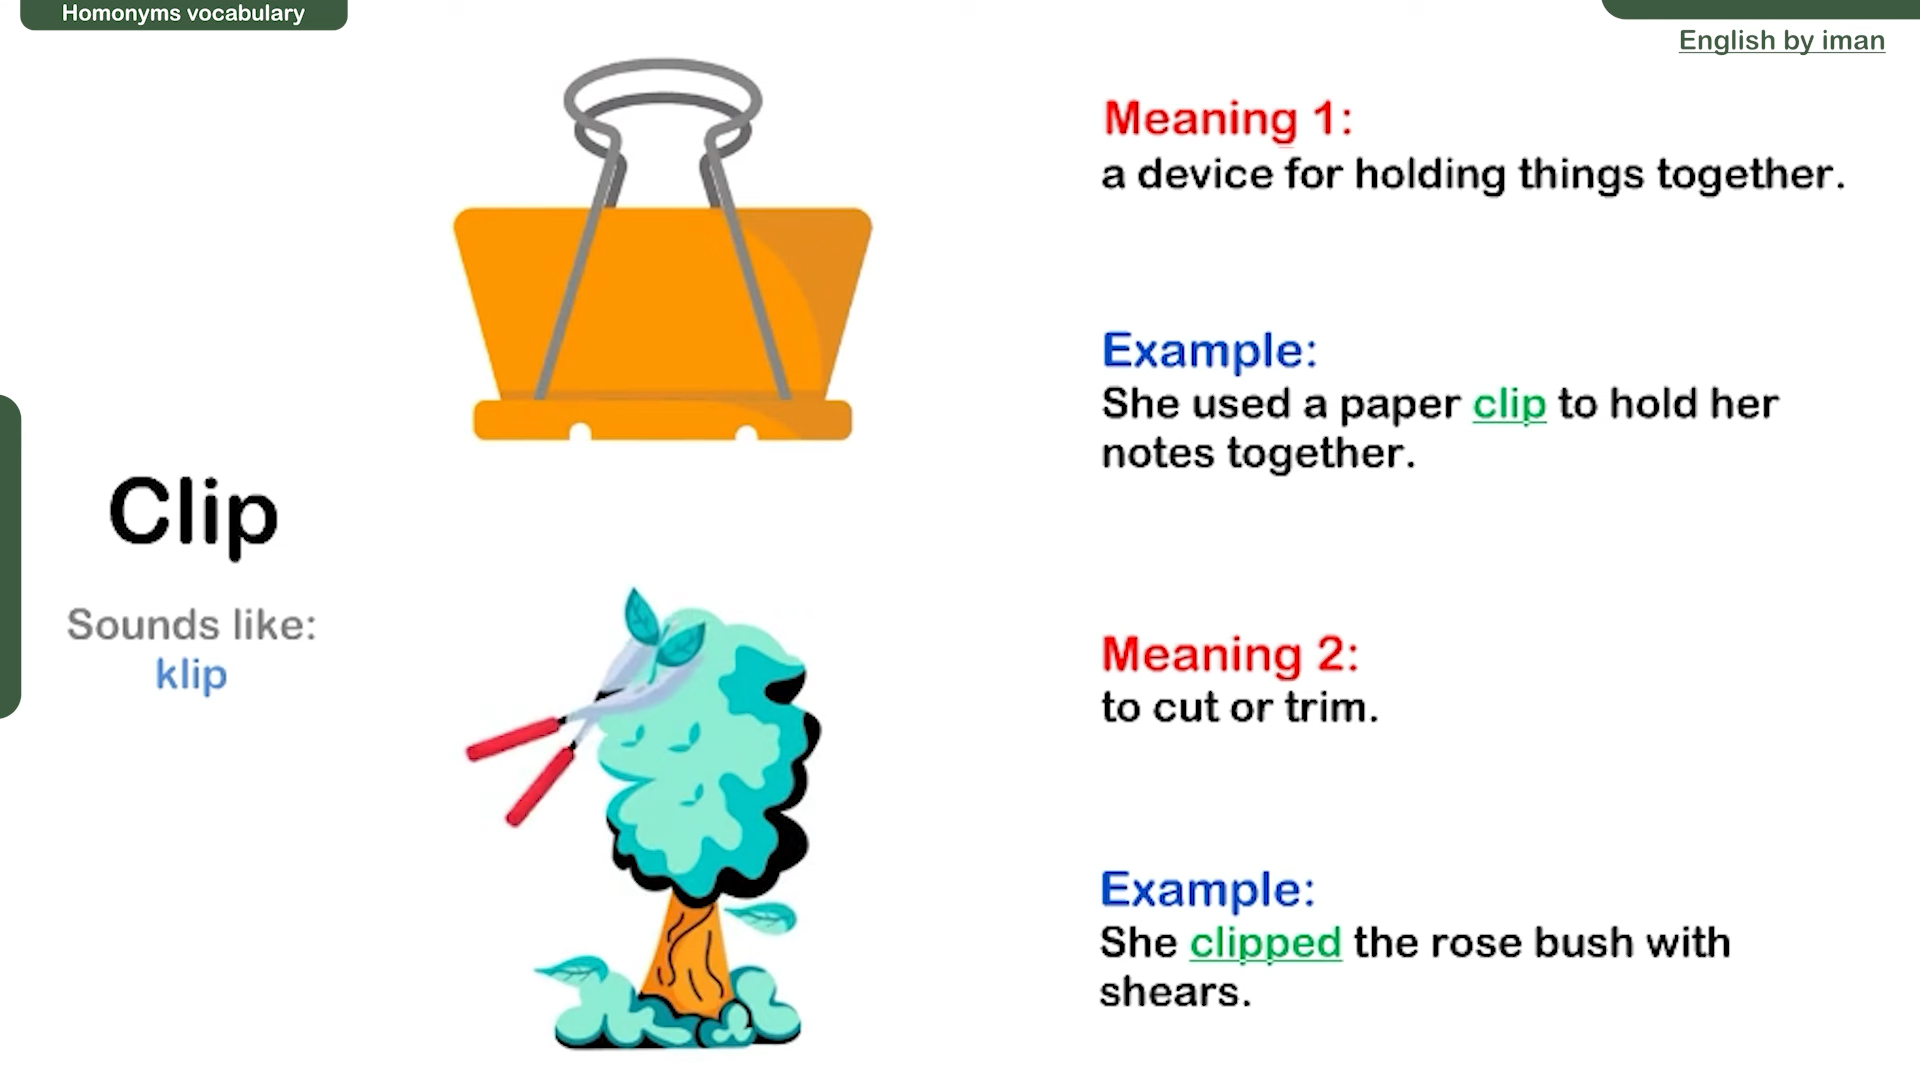 Homonyms vocabulary
English by iman
Clip
Sounds like:
klip
Meaning 1:
a device for holding things together.
Example:
She used a paper clip to hold her
notes together.
Meaning 2:
to cut or trim.
Example:
She clipped the rose bush with
shears.